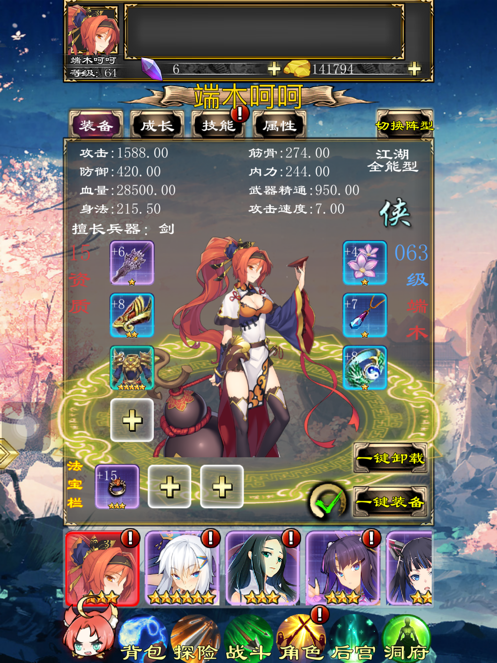 端木呵呵
等级：64
6
141794
端木呵呵
装备 成长 技能 属性 切换阵型
攻击:1588.00 筋骨:274.00 江湖
防御:420.00 内力:244.00 全能型
血量:28500.00 武器精通:950.00
身法:215.50 攻击速度:7.00 侠
擅长兵器：剑
+6 +4 063
资质 级
+8 +7 端木
+8
一键卸载
法宝栏 +15
一键装备
背包 探险 战斗 角色 后宫 洞府